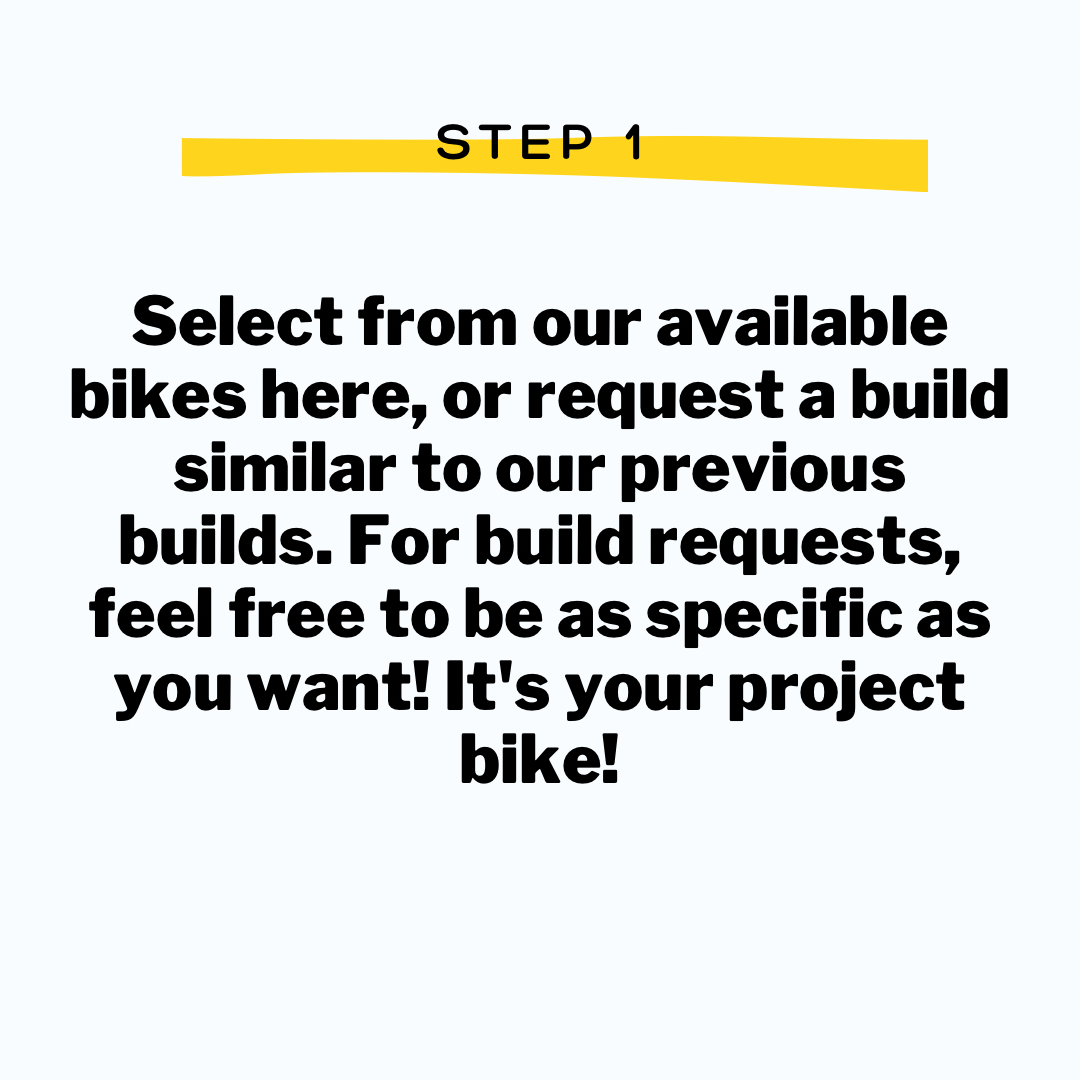 STEP 1
Select from our available
bikes here, or request a build
similar to our previous
builds. For build requests,
feel free to be as specific as
you want! It's your project
bike!